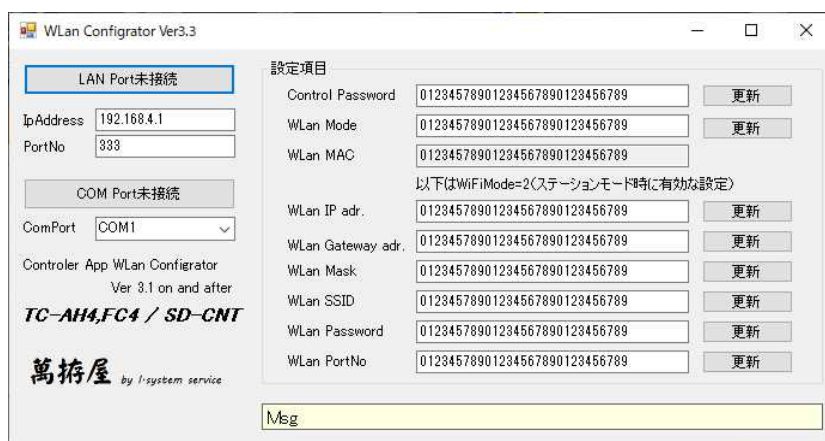 WLan Configrator Ver3.3
LAN Port未接続
IpAddress 192.168.4.1
PortNo 333
COM Port未接続
ComPort COM1
Controler App WLan Configrator
Ver 3.1 on and after
TC-AH4,FC4 / SD-CNT
萬拵屋 by I-system service
設定項目
Control Password 01234578901234567890123456789 更新
WLan Mode 01234578901234567890123456789 更新
WLan MAC 01234578901234567890123456789
以下はWiFiMode=2(ステーションモード時に有効な設定)
WLan IP adr. 01234578901234567890123456789 更新
WLan Gateway adr. 01234578901234567890123456789 更新
WLan Mask 01234578901234567890123456789 更新
WLan SSID 01234578901234567890123456789 更新
WLan Password 01234578901234567890123456789 更新
WLan PortNo 01234578901234567890123456789 更新
Msg